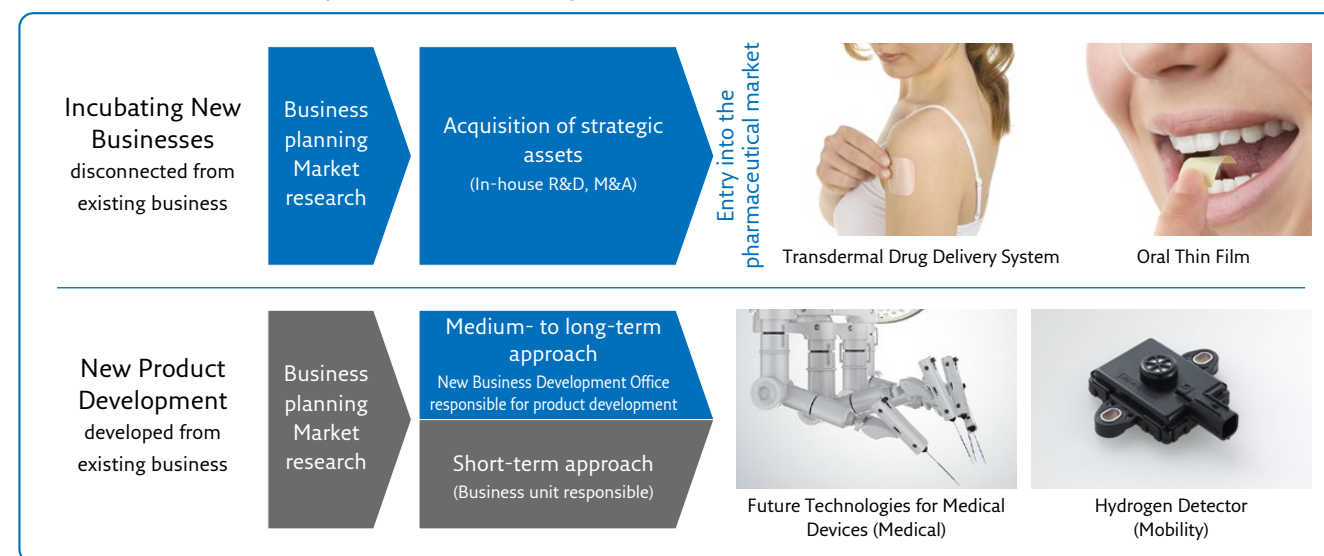 Incubating New
Businesses
disconnected from
existing business
Business
planning
Market
research
Acquisition of strategic
assets
(In-house R&D, M&A)
Entry into the
pharmaceutical market
Transdermal Drug Delivery System
Oral Thin Film
New Product
Development
developed from
existing business
Business
planning
Market
research
Medium- to long-term
approach
New Business Development Office
responsible for product development
Short-term approach
(Business unit responsible)
Future Technologies for Medical
Devices (Medical)
Hydrogen Detector
(Mobility)